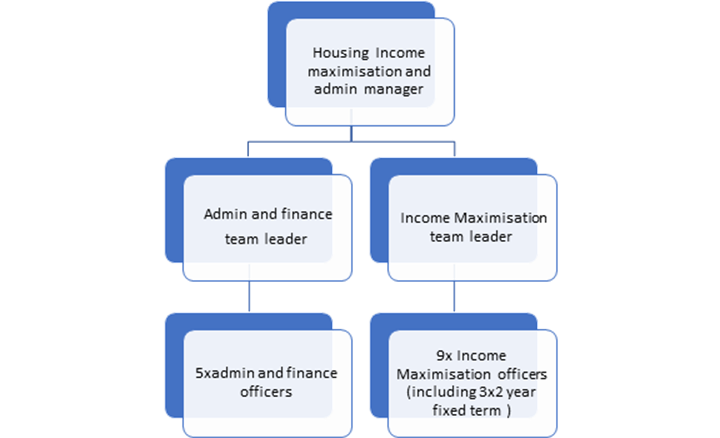 Housing Income
maximisation and
admin manager
Admin and finance
team leader
Income Maximisation
team leader
5xadmin and finance
officers
9x Income
Maximisation officers
(including 3x2 year
fixed term )